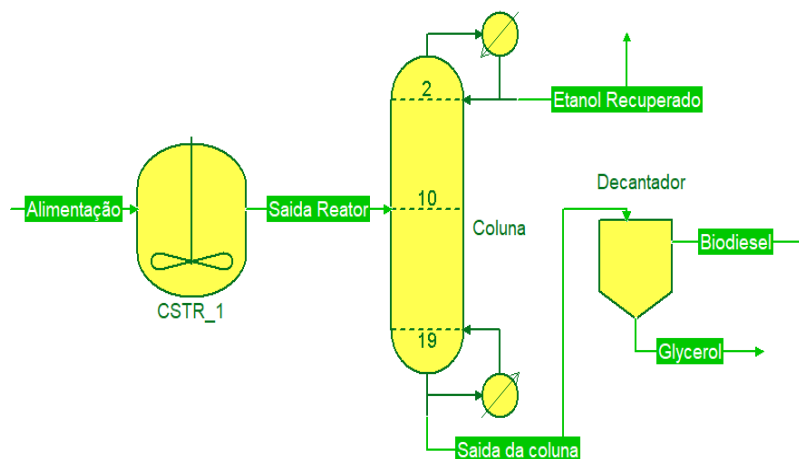 2
Etanol Recuperado
Decantador
Alimentação
Saida Reator
10
Coluna
Biodiesel
CSTR_1
19
Glycerol
Saida da coluna